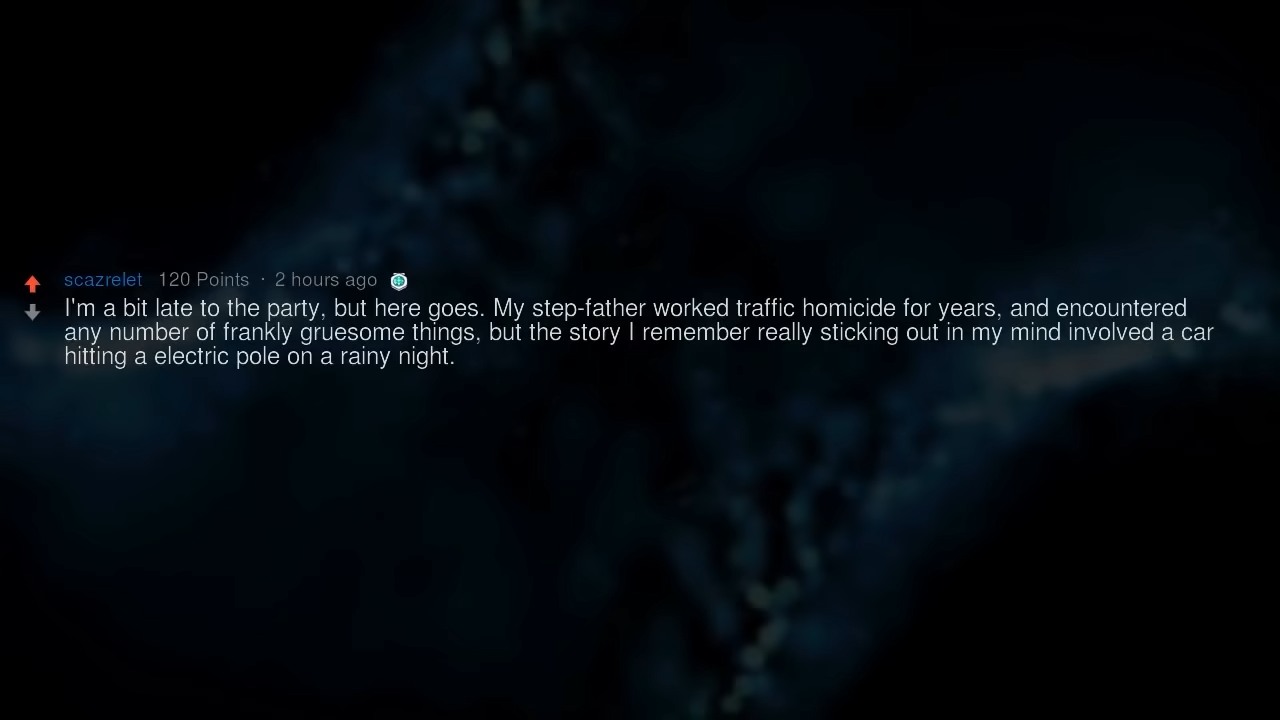 scazrelet 120 Points · 2 hours ago
I'm a bit late to the party, but here goes. My step-father worked traffic homicide for years, and encountered
any number of frankly gruesome things, but the story I remember really sticking out in my mind involved a car
hitting a electric pole on a rainy night.